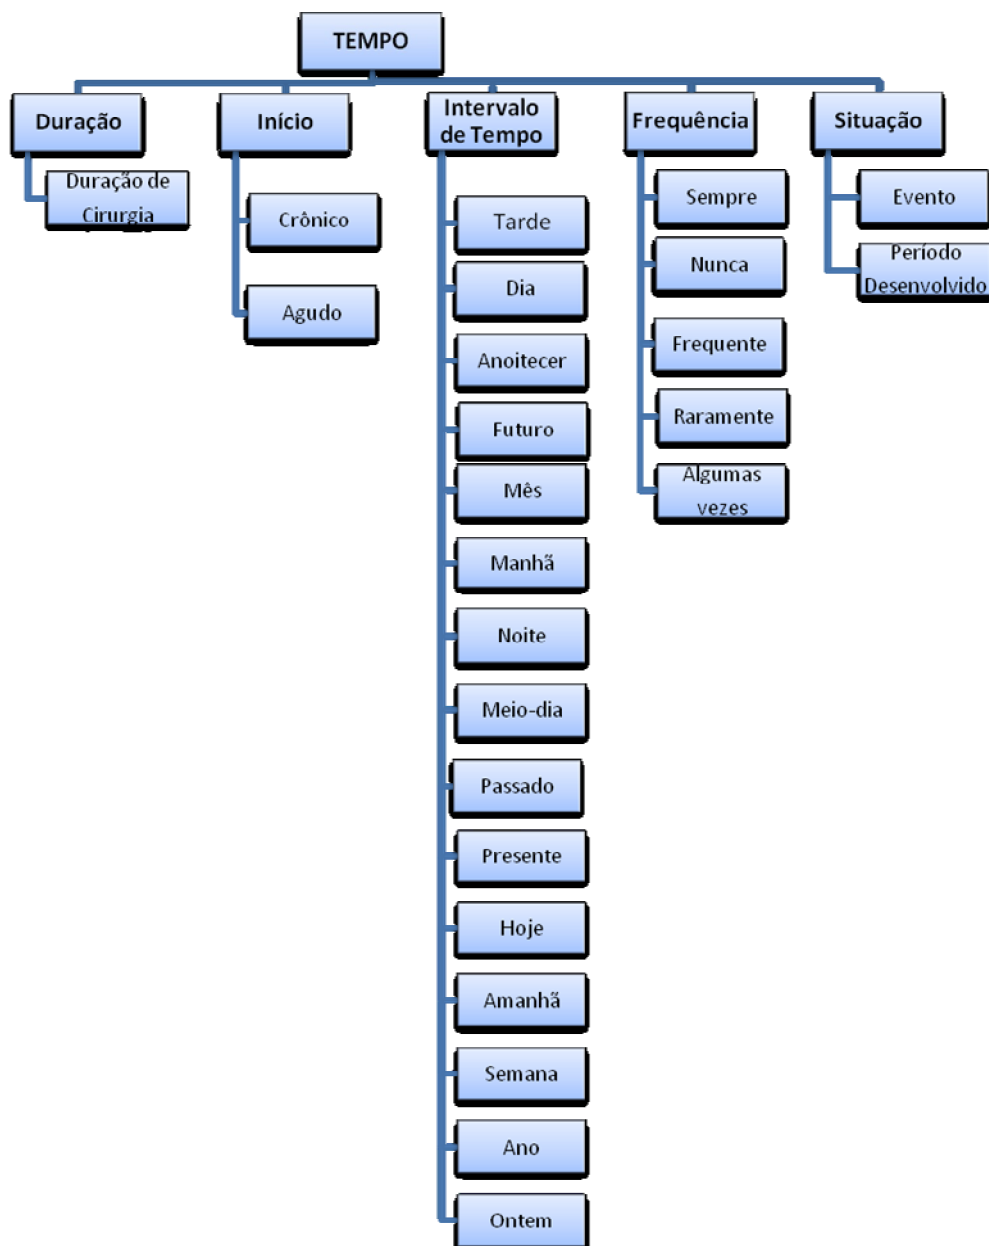 TEMPO
Duração
Início
Intervalo
de Tempo
Frequência
Situação
Duração de
Cirurgia
Crônico
Agudo
Tarde
Dia
Anoitecer
Futuro
Mês
Manhã
Noite
Meio-dia
Passado
Presente
Hoje
Amanhã
Semana
Ano
Ontem
Sempre
Nunca
Frequente
Raramente
Algumas
vezes
Evento
Período
Desenvolvido